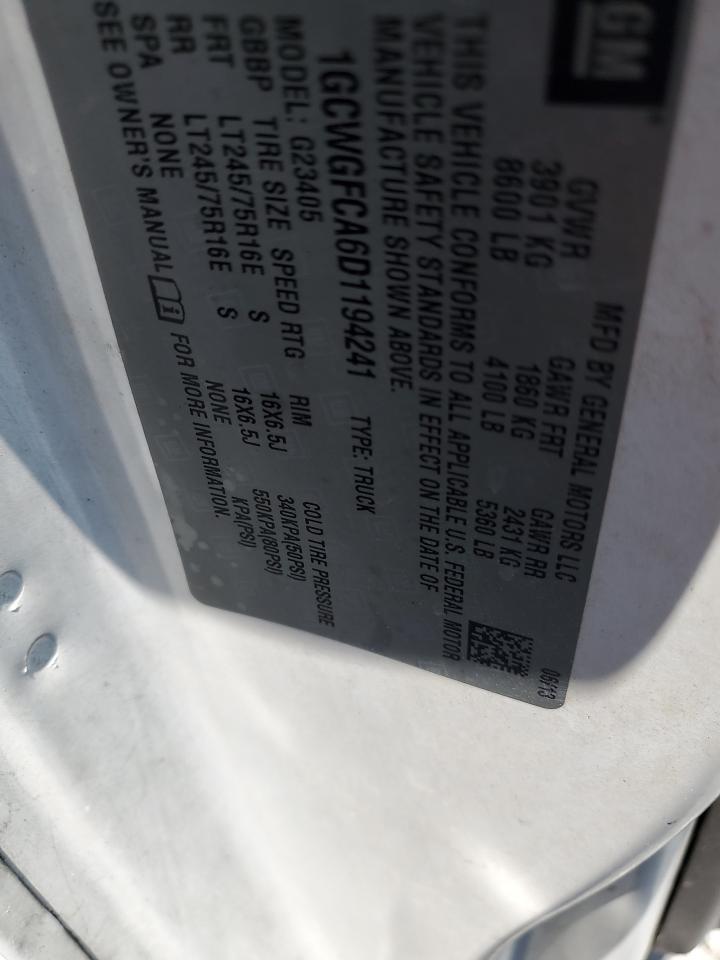 GM
MFD BY GENERAL MOTORS LLC
06/13
GVWR GAWR FRT GAWR RR
3901 KG 1860 KG 2431 KG
8600 LB 4100 LB 5360 LB
THIS VEHICLE CONFORMS TO ALL APPLICABLE U.S. FEDERAL MOTOR
VEHICLE SAFETY STANDARDS IN EFFECT ON THE DATE OF
MANUFACTURE SHOWN ABOVE.
1GCWGFCA6D1194241 TYPE: TRUCK
MODEL: G23405
GBBP TIRE SIZE SPEED RTG RIM COLD TIRE PRESSURE
FRT LT245/75R16E S 16X6.5J 340KPA(50PSI)
RR LT245/75R16E S 16X6.5J 550KPA(80PSI)
SPA NONE NONE KPA(PSI)
SEE OWNER'S MANUAL FOR MORE INFORMATION.